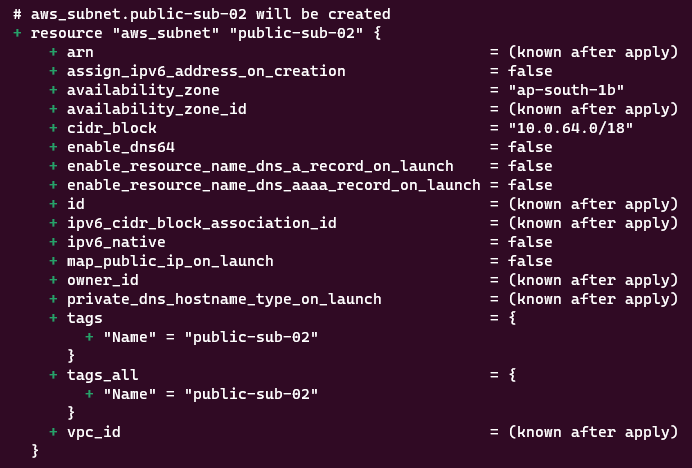 # aws_subnet.public-sub-02 will be created
+ resource "aws_subnet" "public-sub-02" {
    + arn                                            = (known after apply)
    + assign_ipv6_address_on_creation                = false
    + availability_zone                              = "ap-south-1b"
    + availability_zone_id                           = (known after apply)
    + cidr_block                                     = "10.0.64.0/18"
    + enable_dns64                                   = false
    + enable_resource_name_dns_a_record_on_launch    = false
    + enable_resource_name_dns_aaaa_record_on_launch = false
    + id                                             = (known after apply)
    + ipv6_cidr_block_association_id                 = (known after apply)
    + ipv6_native                                    = false
    + map_public_ip_on_launch                        = false
    + owner_id                                       = (known after apply)
    + private_dns_hostname_type_on_launch            = (known after apply)
    + tags                                           = {
        + "Name" = "public-sub-02"
      }
    + tags_all                                       = {
        + "Name" = "public-sub-02"
      }
    + vpc_id                                         = (known after apply)
  }